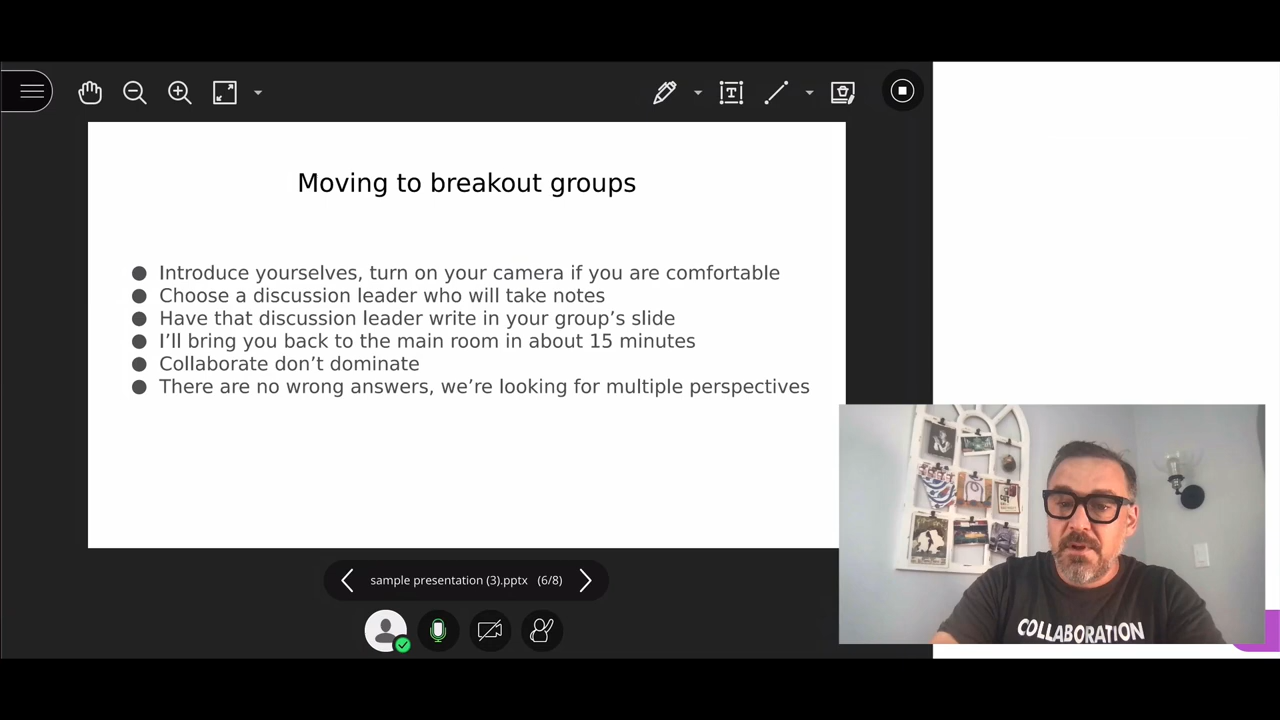 Moving to breakout groups
● Introduce yourselves, turn on your camera if you are comfortable
● Choose a discussion leader who will take notes
● Have that discussion leader write in your group’s slide
● I’ll bring you back to the main room in about 15 minutes
● Collaborate don’t dominate
● There are no wrong answers, we’re looking for multiple perspectives
sample presentation (3).pptx (6/8)
COLLABORATION